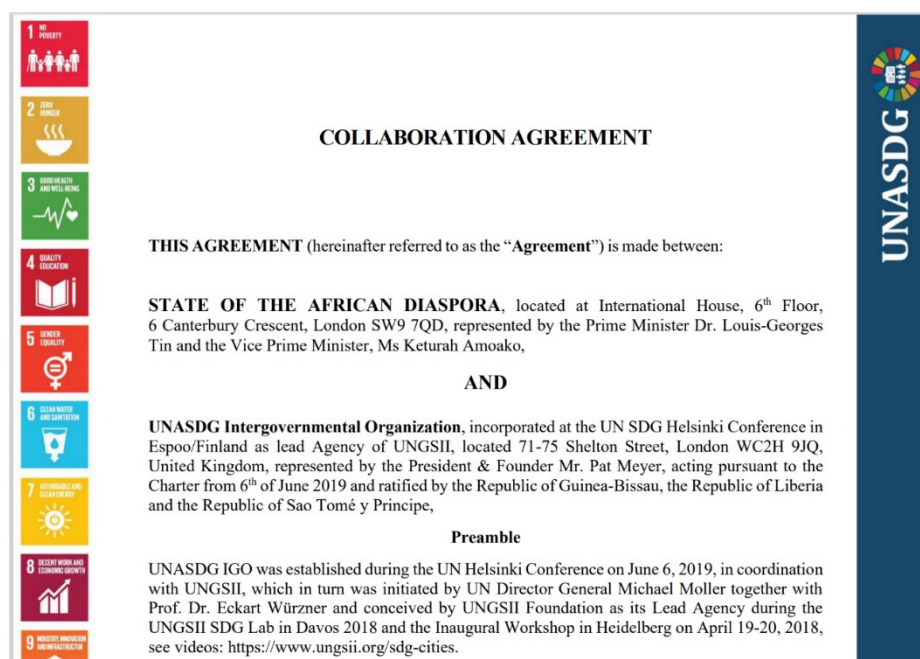 1 NO
POVERTY
2 ZERO
HUNGER
3 GOOD HEALTH
AND WELL-BEING
4 QUALITY
EDUCATION
5 GENDER
EQUALITY
6 CLEAN WATER
AND SANITATION
7 AFFORDABLE AND
CLEAN ENERGY
8 DECENT WORK AND
ECONOMIC GROWTH
9 INDUSTRY, INNOVATION
AND INFRASTRUCTURE
COLLABORATION AGREEMENT
THIS AGREEMENT (hereinafter referred to as the “Agreement”) is made between:
STATE OF THE AFRICAN DIASPORA, located at International House, 6th Floor,
6 Canterbury Crescent, London SW9 7QD, represented by the Prime Minister Dr. Louis-Georges
Tin and the Vice Prime Minister, Ms Keturah Amoako,
AND
UNASDG Intergovernmental Organization, incorporated at the UN SDG Helsinki Conference in
Espoo/Finland as lead Agency of UNGSII, located 71-75 Shelton Street, London WC2H 9JQ,
United Kingdom, represented by the President & Founder Mr. Pat Meyer, acting pursuant to the
Charter from 6th of June 2019 and ratified by the Republic of Guinea-Bissau, the Republic of Liberia
and the Republic of Sao Tomé y Principe,
Preamble
UNASDG IGO was established during the UN Helsinki Conference on June 6, 2019, in coordination
with UNGSII, which in turn was initiated by UN Director General Michael Moller together with
Prof. Dr. Eckart Würzner and conceived by UNGSII Foundation as its Lead Agency during the
UNGSII SDG Lab in Davos 2018 and the Inaugural Workshop in Heidelberg on April 19-20, 2018,
see videos: https://www.ungsii.org/sdg-cities.
UNASDG